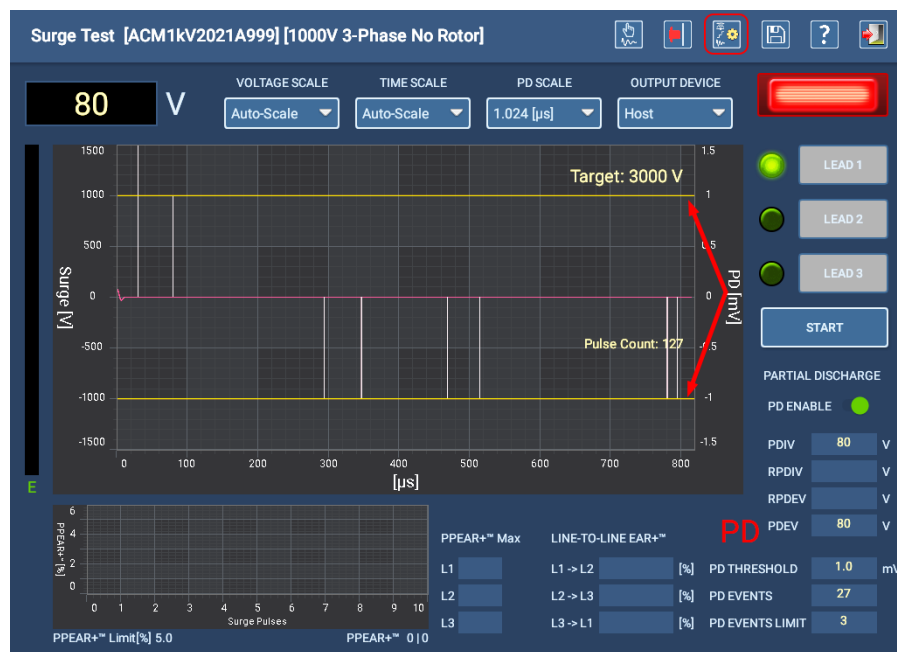 Surge Test [ACM1kV2021A999] [1000V 3-Phase No Rotor]
?
80 V
VOLTAGE SCALE
Auto-Scale
TIME SCALE
Auto-Scale
PD SCALE
1.024 [µs]
OUTPUT DEVICE
Host
Target: 3000 V
Pulse Count: 127
Surge [V]
1500
1000
500
0
-500
-1000
-1500
PD [mV]
1.5
1
0.5
0
-0.5
-1
-1.5
0 100 200 300 400 500 600 700 800
[µs]
E
LEAD 1
LEAD 2
LEAD 3
START
PARTIAL DISCHARGE
PD ENABLE
PDIV 80 V
RPDIV V
RPDEV V
PD
PDEV 80 V
PD THRESHOLD 1.0 mV
PD EVENTS 27
PD EVENTS LIMIT 3
PPEAR+™ [%]
6
4
2
0
0 1 2 3 4 5 6 7 8 9 10
Surge Pulses
PPEAR+™ Limit[%] 5.0
PPEAR+™ 0|0
PPEAR+™ Max
L1
L2
L3
LINE-TO-LINE EAR+™
L1 -> L2 [%]
L2 -> L3 [%]
L3 -> L1 [%]